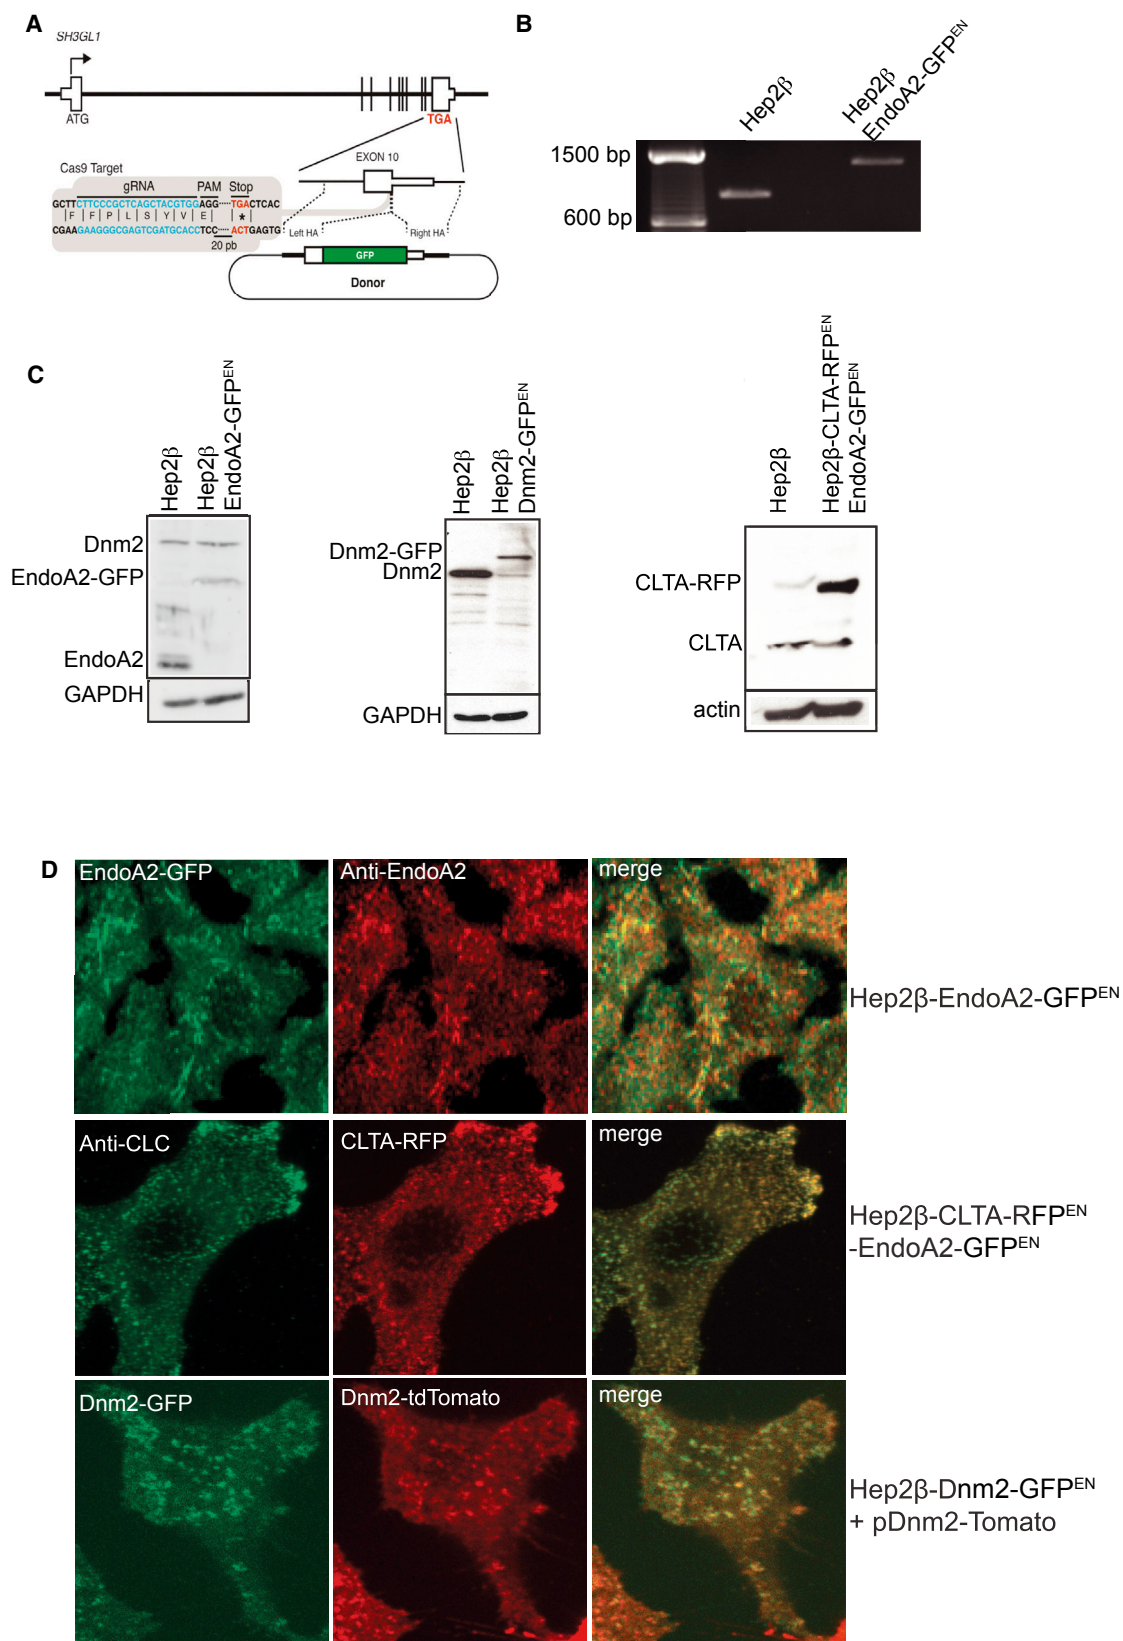 A
SH3GL1
ATG
TGA
Cas9 Target
gRNA PAM Stop
GCTTCTTCCCGCTCAGCTACGTGGAGG·····TGACTCAC
F F P L S Y V E *
CGAAGAAGGGCGAGTCGATGCACCTCC·····ACTGAGTG
20 pb
EXON 10
Left HA
Right HA
GFP
Donor
B
Hep2β
Hep2β
EndoA2-GFPEN
1500 bp
600 bp
C
Hep2β
Hep2β
EndoA2-GFPEN
Dnm2
EndoA2-GFP
EndoA2
GAPDH
Hep2β
Hep2β
Dnm2-GFPEN
Dnm2-GFP
Dnm2
GAPDH
Hep2β
Hep2β-CLTA-RFPEN
EndoA2-GFPEN
CLTA-RFP
CLTA
actin
D
EndoA2-GFP
Anti-EndoA2
merge
Hep2β-EndoA2-GFPEN
Anti-CLC
CLTA-RFP
merge
Hep2β-CLTA-RFPEN
-EndoA2-GFPEN
Dnm2-GFP
Dnm2-tdTomato
merge
Hep2β-Dnm2-GFPEN
+ pDnm2-Tomato